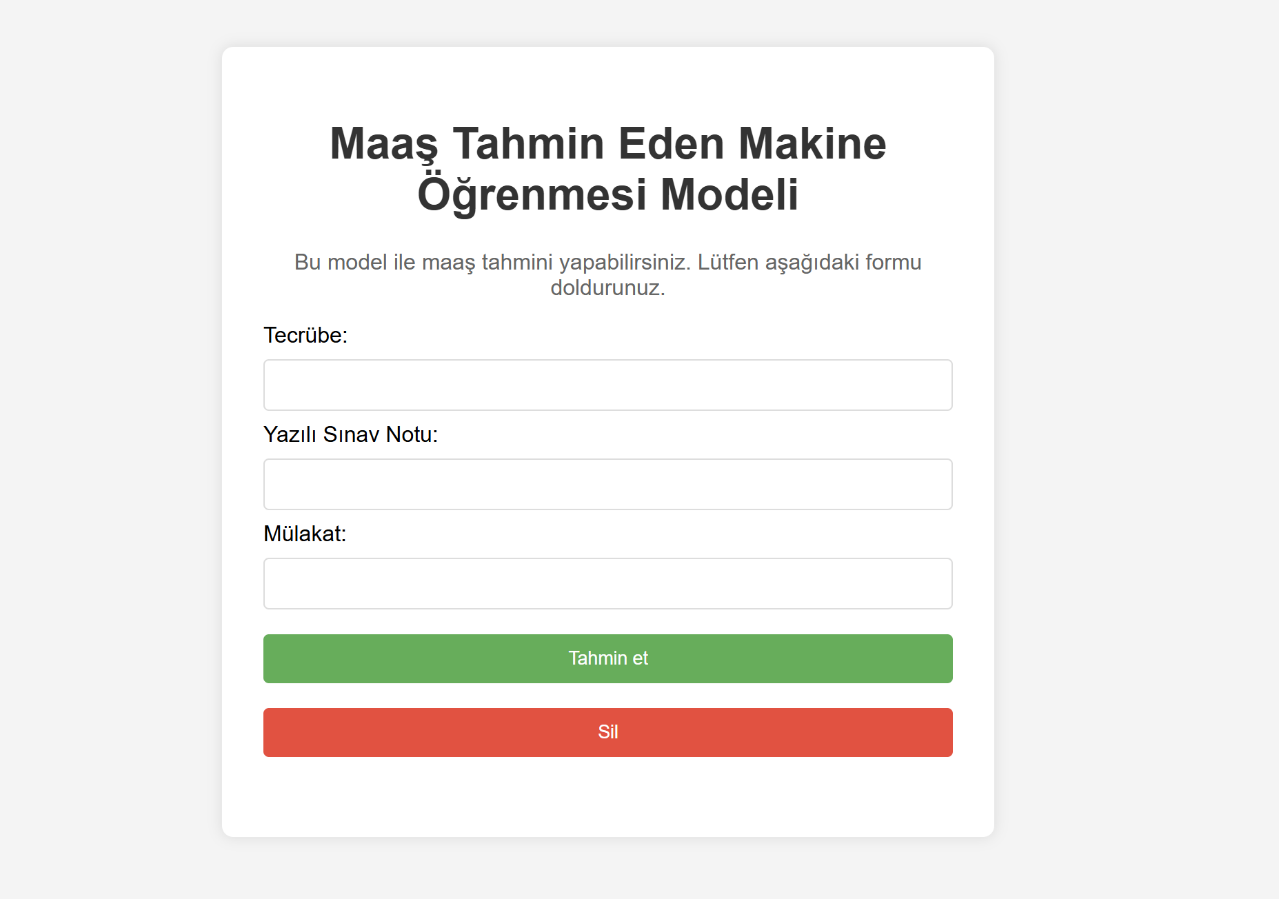 Maaş Tahmin Eden Makine
Öğrenmesi Modeli
Bu model ile maaş tahmini yapabilirsiniz. Lütfen aşağıdaki formu
doldurunuz.
Tecrübe:
Yazılı Sınav Notu:
Mülakat:
Tahmin et
Sil